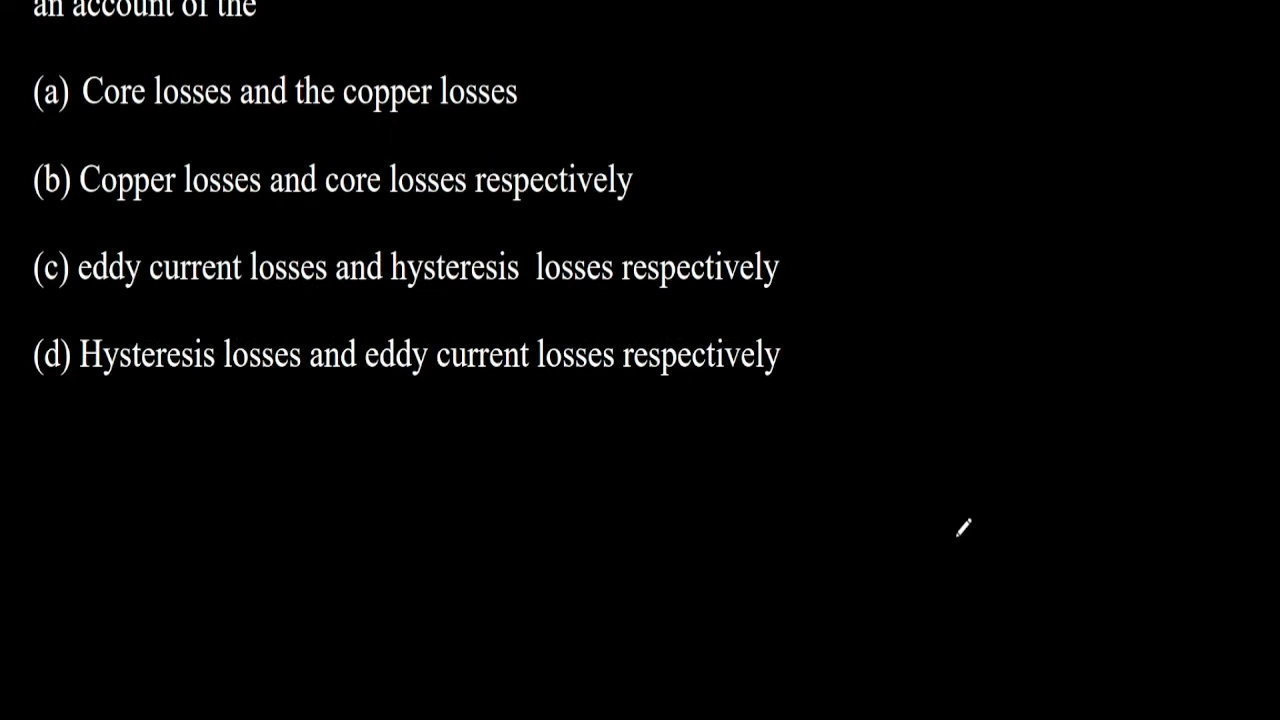 an account of the
(a) Core losses and the copper losses
(b) Copper losses and core losses respectively
(c) eddy current losses and hysteresis losses respectively
(d) Hysteresis losses and eddy current losses respectively